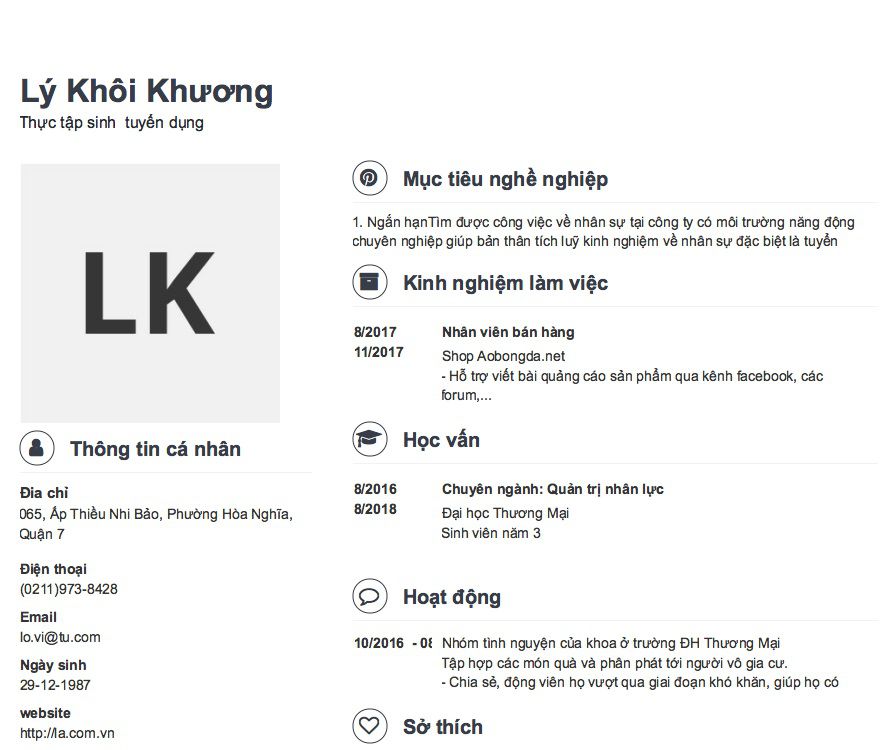 Lý Khôi Khương
Thực tập sinh tuyển dụng
LK
Thông tin cá nhân
Đia chỉ
065, Ấp Thiều Nhi Bảo, Phường Hòa Nghĩa,
Quận 7
Điện thoại
(0211)973-8428
Email
lo.vi@tu.com
Ngày sinh
29-12-1987
website
http://la.com.vn
Mục tiêu nghề nghiệp
1. Ngắn hạnTìm được công việc về nhân sự tại công ty có môi trường năng động
chuyên nghiệp giúp bản thân tích luỹ kinh nghiệm về nhân sự đặc biệt là tuyển
Kinh nghiệm làm việc
8/2017
11/2017
Nhân viên bán hàng
Shop Aobongda.net
- Hỗ trợ viết bài quảng cáo sản phẩm qua kênh facebook, các
forum,...
Học vấn
8/2016
8/2018
Chuyên ngành: Quản trị nhân lực
Đại học Thương Mại
Sinh viên năm 3
Hoạt động
10/2016 - 08
Nhóm tình nguyện của khoa ở trường ĐH Thương Mại
Tập hợp các món quà và phân phát tới người vô gia cư.
- Chia sẻ, động viên họ vượt qua giai đoạn khó khăn, giúp họ có
Sở thích